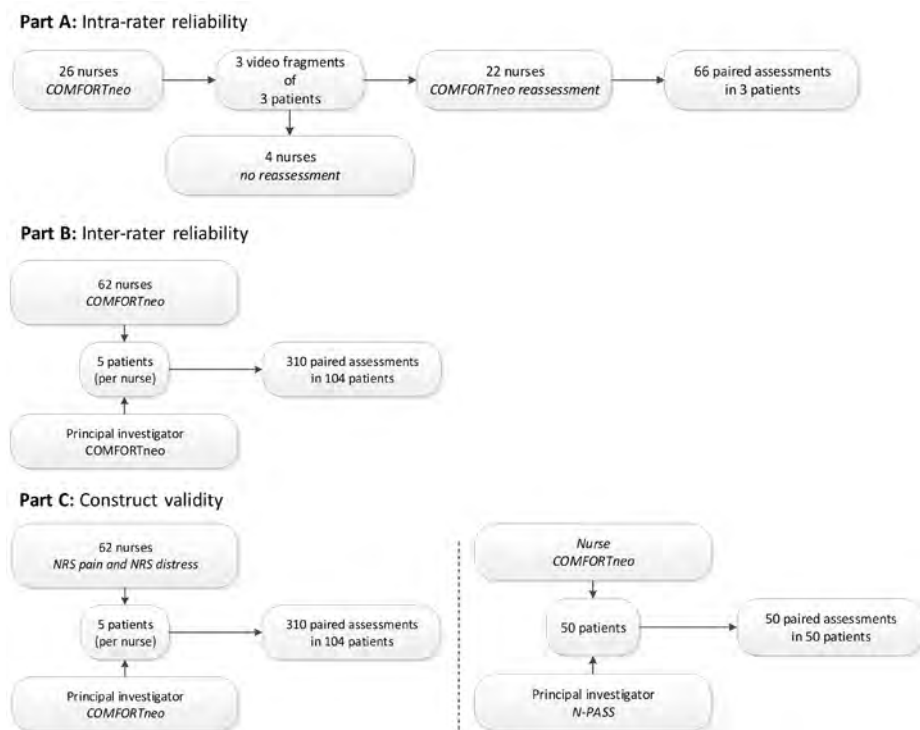 Part A: Intra-rater reliability
26 nurses
COMFORTneo
3 video fragments
of
3 patients
22 nurses
COMFORTneo reassessment
66 paired assessments
in 3 patients
4 nurses
no reassessment
Part B: Inter-rater reliability
62 nurses
COMFORTneo
5 patients
(per nurse)
310 paired assessments
in 104 patients
Principal investigator
COMFORTneo
Part C: Construct validity
62 nurses
NRS pain and NRS distress
5 patients
(per nurse)
310 paired assessments
in 104 patients
Principal investigator
COMFORTneo
Nurse
COMFORTneo
50 patients
50 paired assessments
in 50 patients
Principal investigator
N-PASS